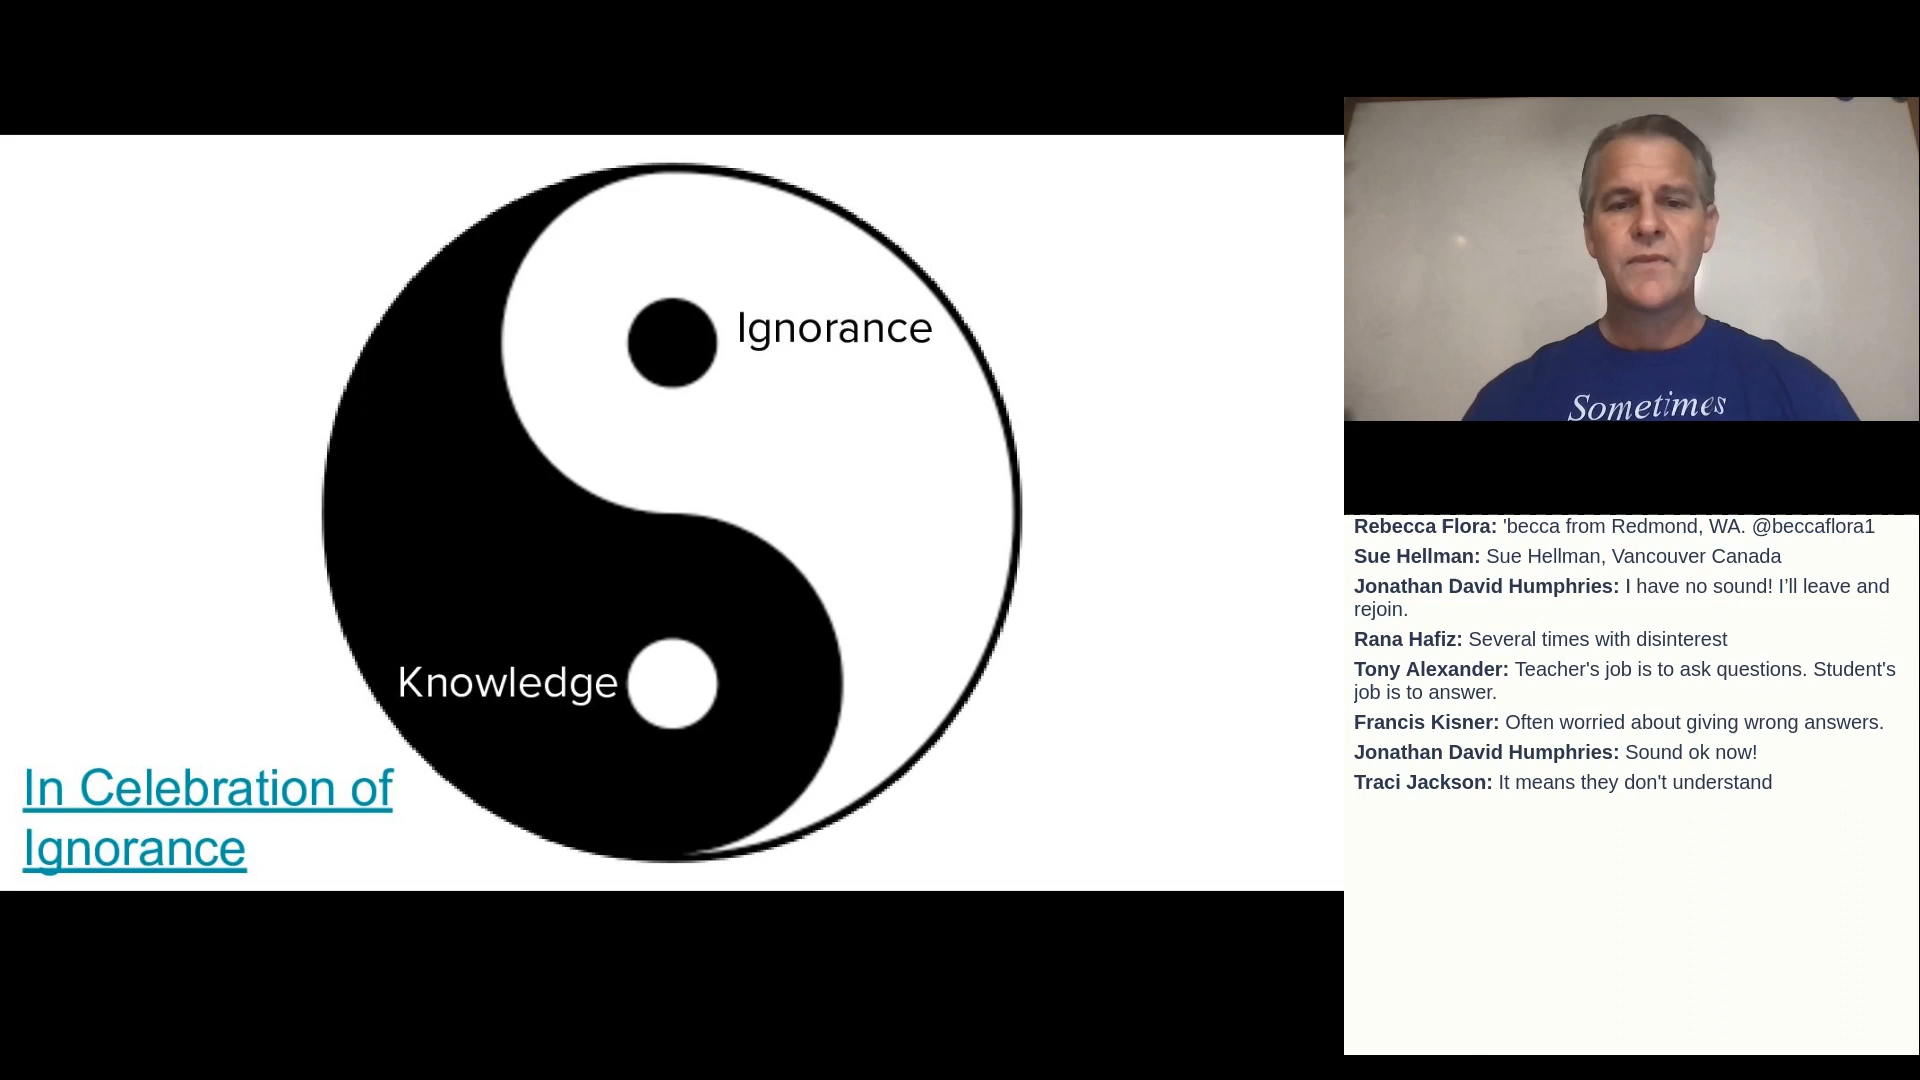 Ignorance
Knowledge
In Celebration of
Ignorance
Sometimes
Rebecca Flora: 'becca from Redmond, WA. @beccaflora1
Sue Hellman: Sue Hellman, Vancouver Canada
Jonathan David Humphries: I have no sound! I’ll leave and
rejoin.
Rana Hafiz: Several times with disinterest
Tony Alexander: Teacher's job is to ask questions. Student's
job is to answer.
Francis Kisner: Often worried about giving wrong answers.
Jonathan David Humphries: Sound ok now!
Traci Jackson: It means they don't understand